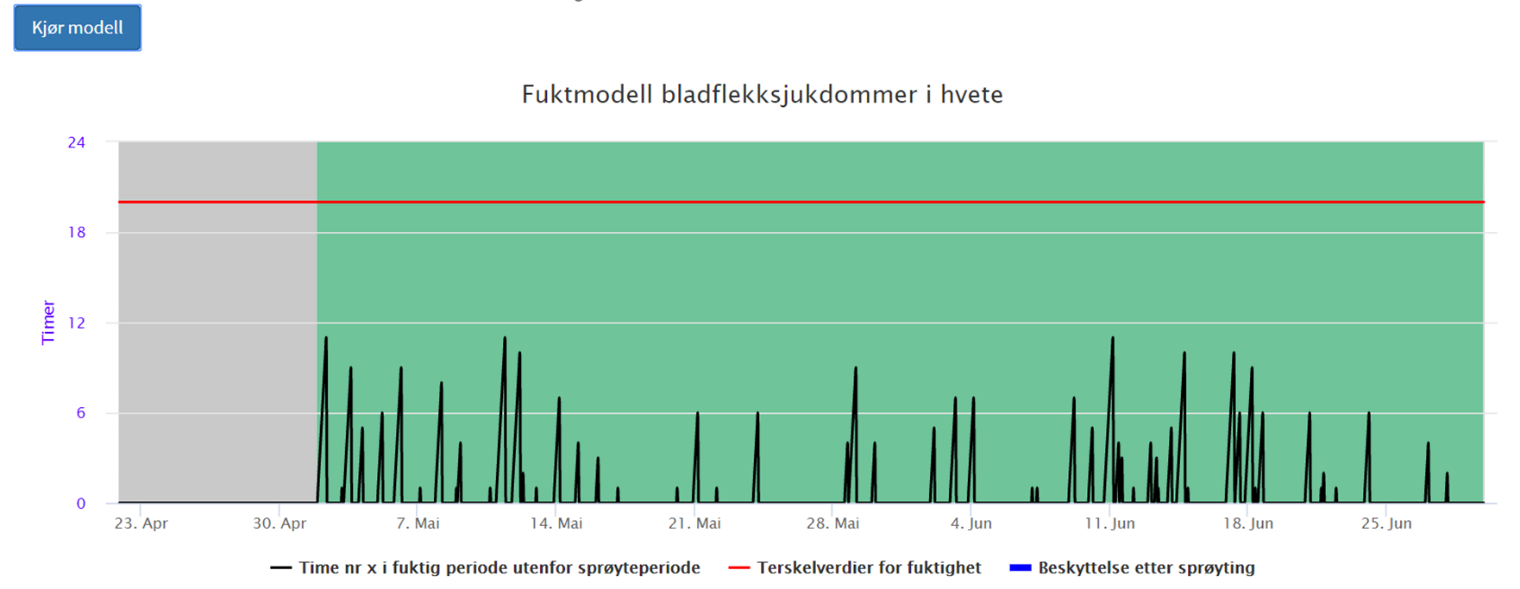 Kjør modell
Fuktmodell bladflekksjukdommer i hvete
24
18
12
6
0
Timer
23. Apr 30. Apr 7. Mai 14. Mai 21. Mai 28. Mai 4. Jun 11. Jun 18. Jun 25. Jun
Time nr x i fuktig periode utenfor sprøyteperiode Terskelverdier for fuktighet Beskyttelse etter sprøyting